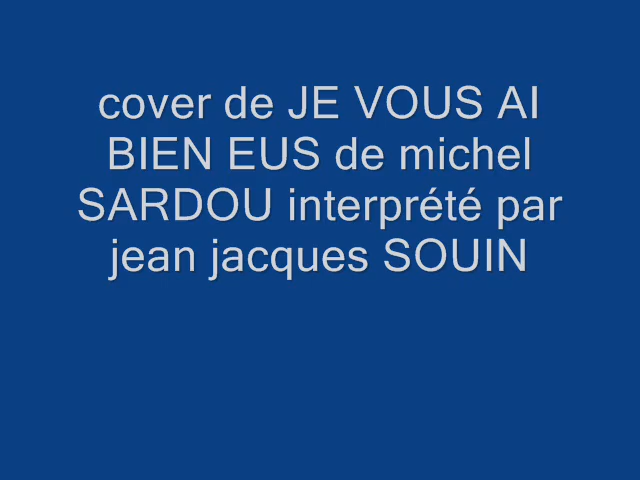 cover de JE VOUS AI
BIEN EUS de michel
SARDOU interprété par
jean jacques SOUIN